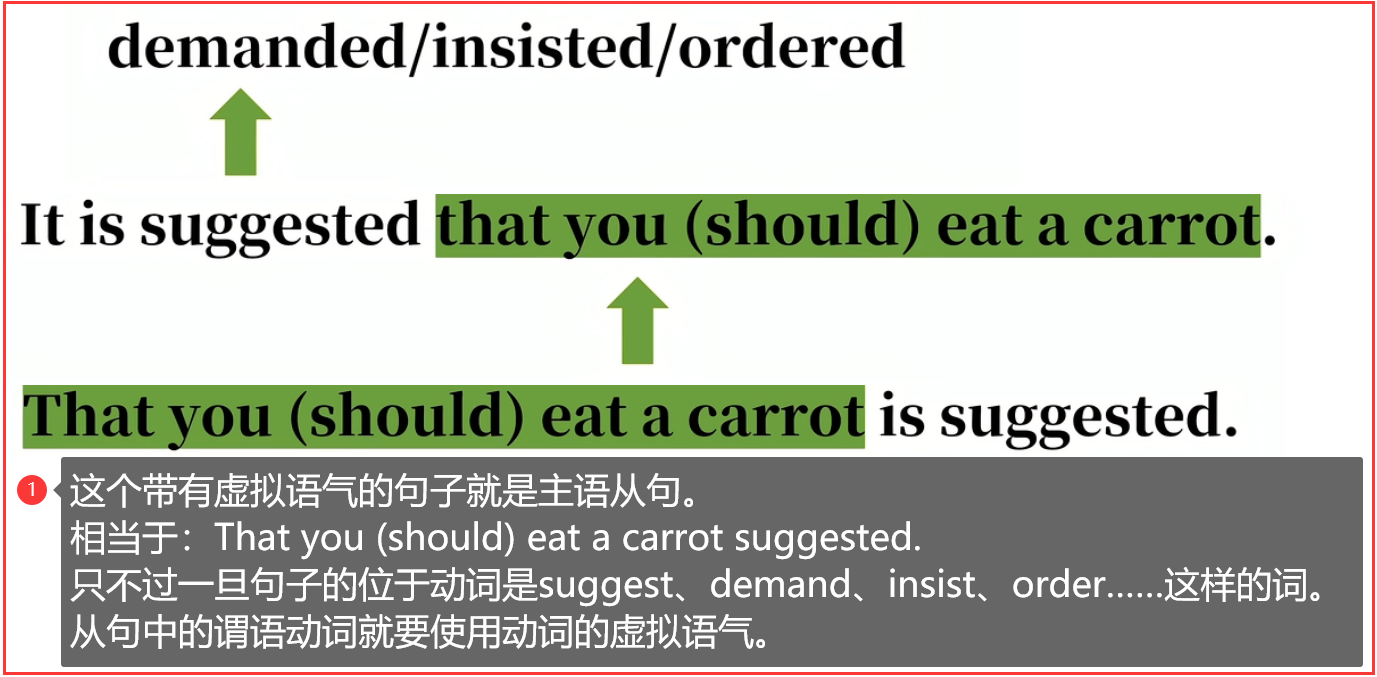 demanded/insisted/ordered
It is suggested that you (should) eat a carrot.
That you (should) eat a carrot is suggested.
1
这个带有虚拟语气的句子就是主语从句。
相当于：That you (should) eat a carrot suggested.
只不过一旦句子的位于动词是suggest、demand、insist、order……这样的词。
从句中的谓语动词就要使用动词的虚拟语气。